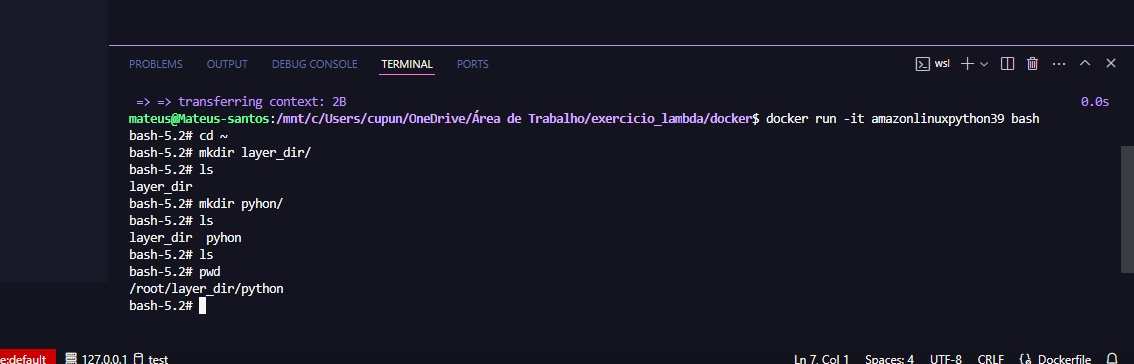 PROBLEMS OUTPUT DEBUG CONSOLE TERMINAL PORTS wsl
=> => transferring context: 2B 0.0s
mateus@Mateus-santos:/mnt/c/Users/cupun/OneDrive/Área de Trabalho/exercicio_lambda/docker$ docker run -it amazonlinuxpython39 bash
bash-5.2# cd ~
bash-5.2# mkdir layer_dir/
bash-5.2# ls
layer_dir
bash-5.2# mkdir pyhon/
bash-5.2# ls
layer_dir  pyhon
bash-5.2# ls
bash-5.2# pwd
/root/layer_dir/python
bash-5.2#
e:default 127.0.0.1 test Ln 7, Col 1 Spaces: 4 UTF-8 CRLF Dockerfile